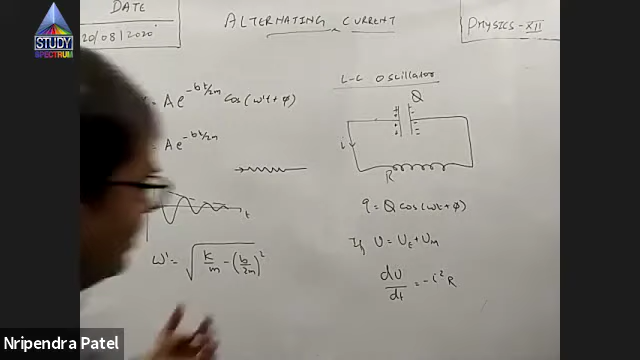 DATE
20/08/2020
STUDY
SPECTRUM
ALTERNATING CURRENT
PHYSICS-XII
= Ae^{-bt/2m} cos(ω't+φ)
= Ae^{-bt/2m}
t
ω' = √(k/m - (b/2m)²)
L-C Oscillator
Q
i
R
q = Q cos(ωt+φ)
If, U = U_E + U_M
dU/dt = -i²R
Nripendra Patel